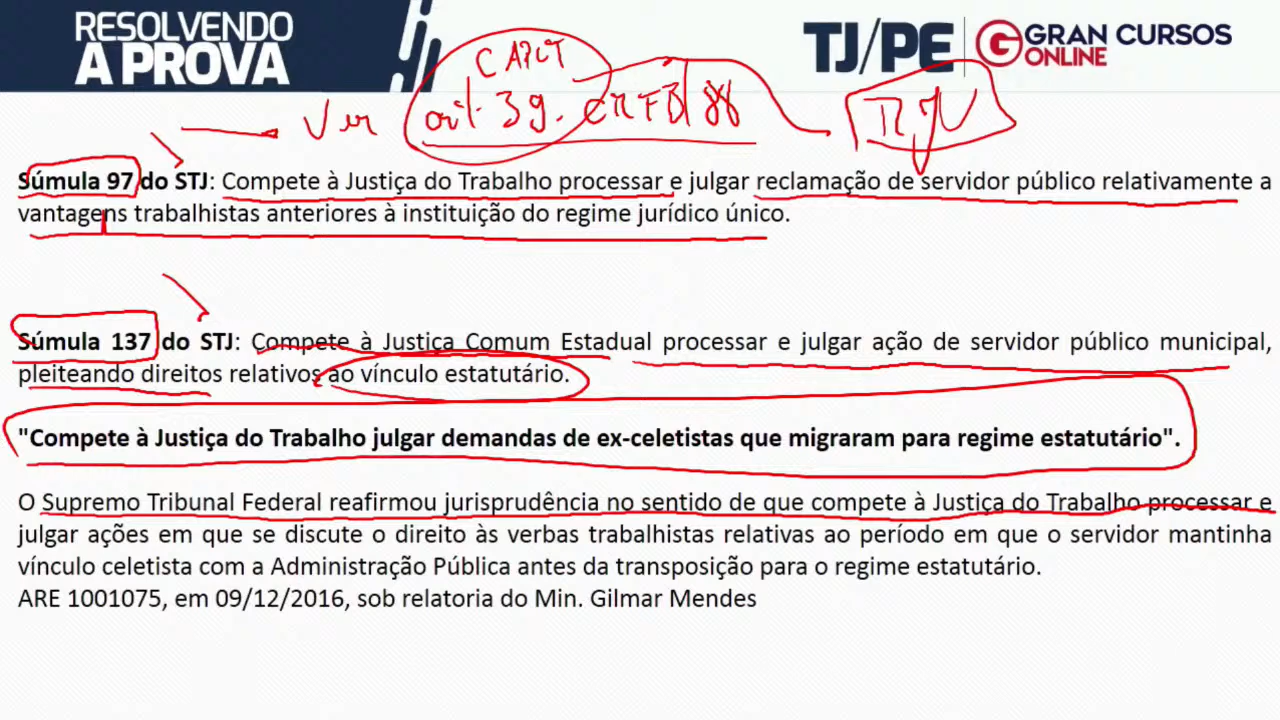 RESOLVENDO
A PROVA
TJ/PE
GRAN CURSOS
ONLINE
CAPUT
Ver art. 39. CRFB/88
RJU
Súmula 97 do STJ: Compete à Justiça do Trabalho processar e julgar reclamação de servidor público relativamente a
vantagens trabalhistas anteriores à instituição do regime jurídico único.
Súmula 137 do STJ: Compete à Justiça Comum Estadual processar e julgar ação de servidor público municipal,
pleiteando direitos relativos ao vínculo estatutário.
"Compete à Justiça do Trabalho julgar demandas de ex-celetistas que migraram para regime estatutário".
O Supremo Tribunal Federal reafirmou jurisprudência no sentido de que compete à Justiça do Trabalho processar e
julgar ações em que se discute o direito às verbas trabalhistas relativas ao período em que o servidor mantinha
vínculo celetista com a Administração Pública antes da transposição para o regime estatutário.
ARE 1001075, em 09/12/2016, sob relatoria do Min. Gilmar Mendes